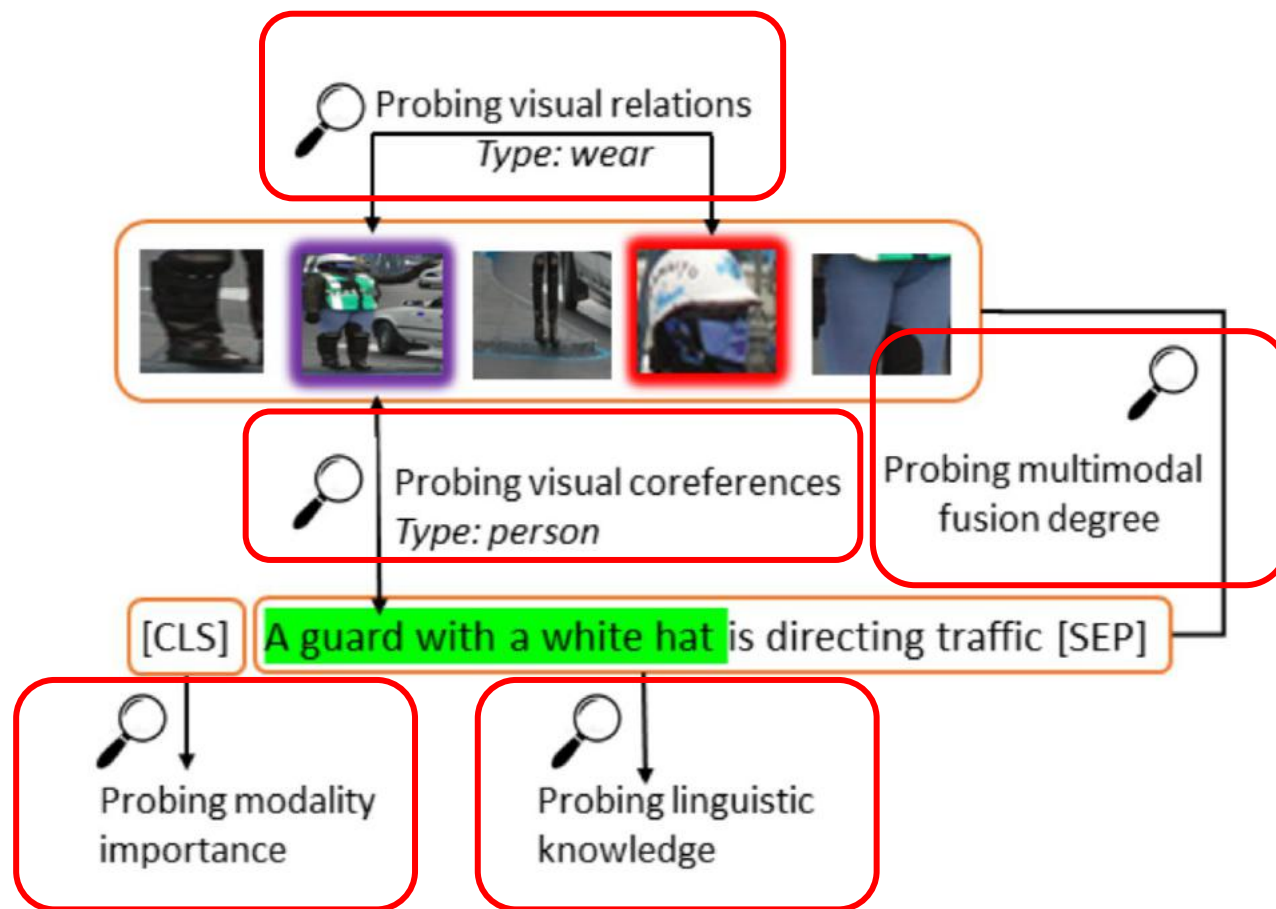 Probing visual relations
Type: wear
Probing visual coreferences
Type: person
Probing multimodal
fusion degree
[CLS] A guard with a white hat is directing traffic [SEP]
Probing modality
importance
Probing linguistic
knowledge